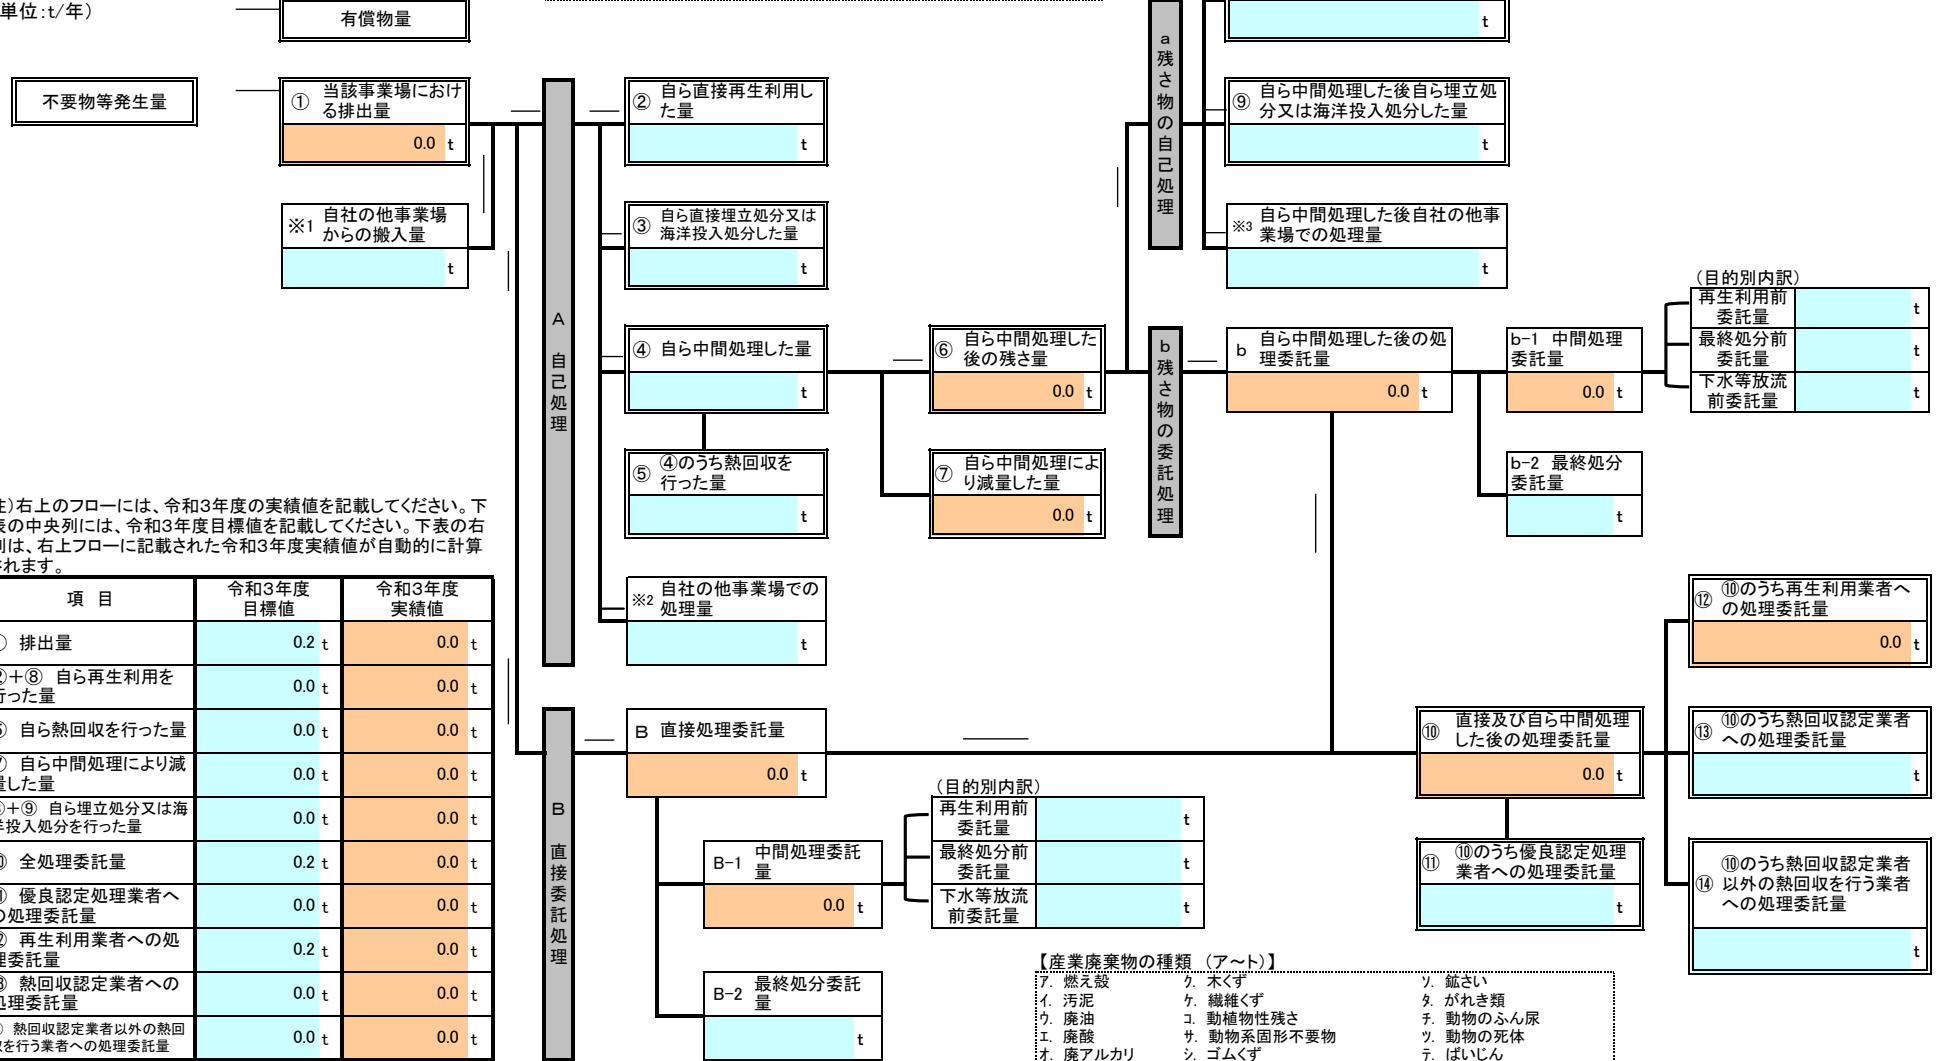 単位:t/年)
有償物量
t
不要物等発生量
① 当該事業場におけ
る排出量
0.0 t
※1 自社の他事業場
からの搬入量
t
A 自己処理
② 自ら直接再生利用し
た量
t
③ 自ら直接埋立処分又は
海洋投入処分した量
t
④ 自ら中間処理した量
t
⑤ ④のうち熱回収を
行った量
t
※2 自社の他事業場での
処理量
t
⑥ 自ら中間処理した
後の残さ量
0.0 t
⑦ 自ら中間処理によ
り減量した量
0.0 t
a 残さ物の自己処理
⑨ 自ら中間処理した後自ら埋立処
分又は海洋投入処分した量
t
※3 自ら中間処理した後自社の他事
業場での処理量
t
b 残さ物の委託処理
b 自ら中間処理した後の処
理委託量
0.0 t
b-1 中間処理
委託量
0.0 t
b-2 最終処分
委託量
t
(目的別内訳)
再生利用前
委託量
t
最終処分前
委託量
t
下水等放流
前委託量
t
)右上のフローには、令和3年度の実績値を記載してください。下
の中央列には、令和3年度目標値を記載してください。下表の右
は、右上フローに記載された令和3年度実績値が自動的に計算
れます。
項 目 令和3年度
目標値 令和3年度
実績値
排出量 0.2 t 0.0 t
+⑧ 自ら再生利用を
った量 0.0 t 0.0 t
自ら熱回収を行った量 0.0 t 0.0 t
自ら中間処理により減
した量 0.0 t 0.0 t
+⑨ 自ら埋立処分又は海
投入処分を行った量 0.0 t 0.0 t
全処理委託量 0.2 t 0.0 t
優良認定処理業者へ
の処理委託量 0.0 t 0.0 t
再生利用業者への処
理委託量 0.2 t 0.0 t
熱回収認定業者への
処理委託量 0.0 t 0.0 t
熱回収認定業者以外の熱回
収を行う業者への処理委託量 0.0 t 0.0 t
B 直接委託処理
B 直接処理委託量
0.0 t
B-1 中間処理委託
量
0.0 t
B-2 最終処分委託
量
t
(目的別内訳)
再生利用前
委託量
t
最終処分前
委託量
t
下水等放流
前委託量
t
⑩ 直接及び自ら中間処理
した後の処理委託量
0.0 t
⑪ ⑩のうち優良認定処理
業者への処理委託量
t
⑫ ⑩のうち再生利用業者へ
の処理委託量
0.0 t
⑬ ⑩のうち熱回収認定業者
への処理委託量
t
⑭ ⑩のうち熱回収認定業者
以外の熱回収を行う業者
への処理委託量
t
【産業廃棄物の種類 (ア~ト)】
ア. 燃え殻 ク. 木くず ソ. 鉱さい
イ. 汚泥 ケ. 繊維くず タ. がれき類
ウ. 廃油 コ. 動植物性残さ チ. 動物のふん尿
エ. 廃酸 サ. 動物系固形不要物 ツ. 動物の死体
オ. 廃アルカリ シ. ゴムくず テ. ばいじん